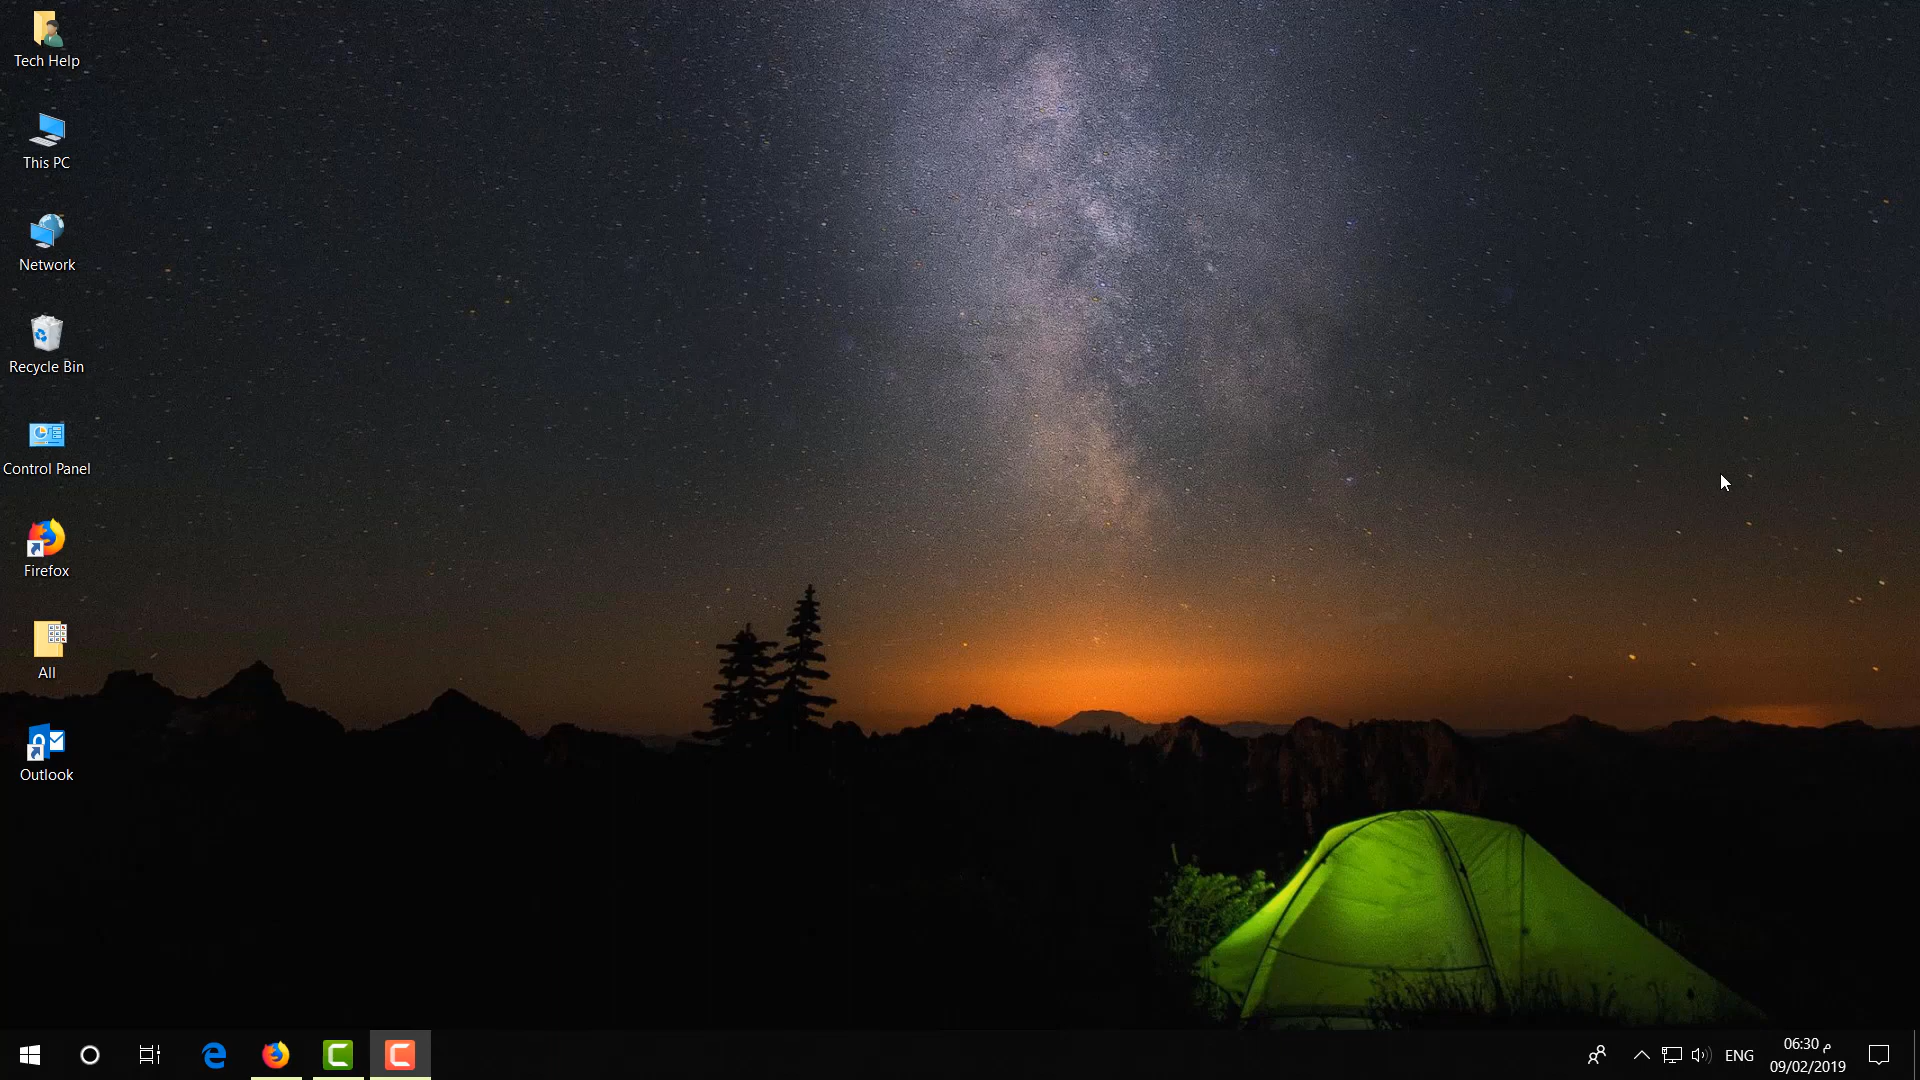 Tech Help
This PC
Network
Recycle Bin
Control Panel
Firefox
All
Outlook
ENG
06:30 م
09/02/2019